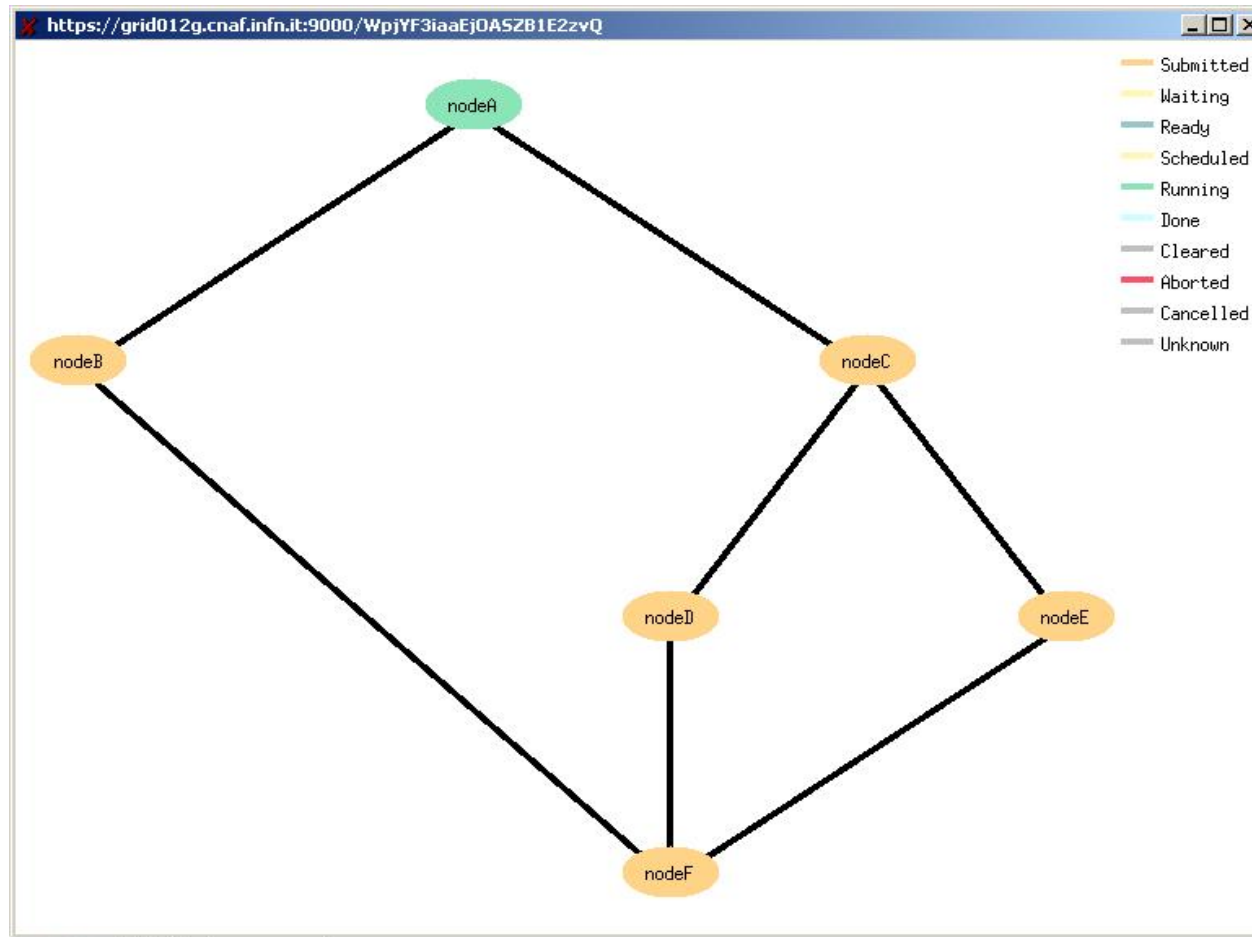 https://grid012g.cnaf.infn.it:9000/WpjYF3iaaEjOASZB1E2zvQ
Submitted
Waiting
Ready
Scheduled
Running
Done
Cleared
Aborted
Cancelled
Unknown
nodeA
nodeB
nodeC
nodeD
nodeE
nodeF